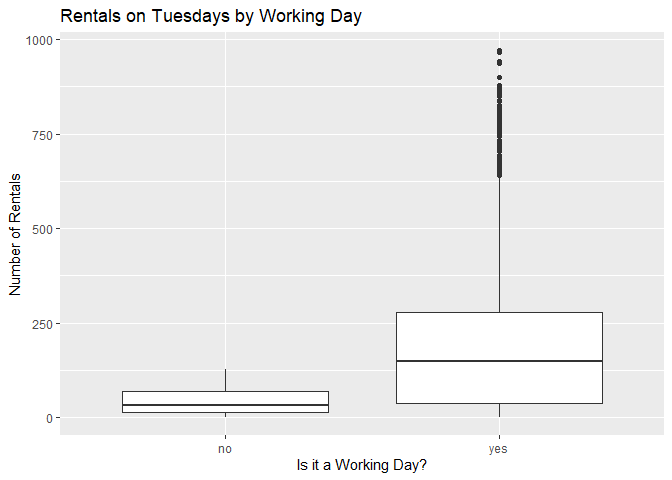 Rentals on Tuesdays by Working Day
1000
750
500
250
0
Number of Rentals
no yes
Is it a Working Day?